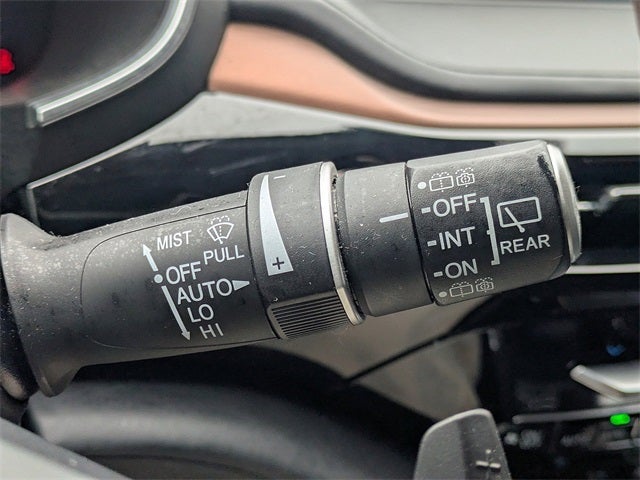 MIST
PULL
OFF
AUTO
LO
HI
-
+
OFF
INT
ON
REAR
+